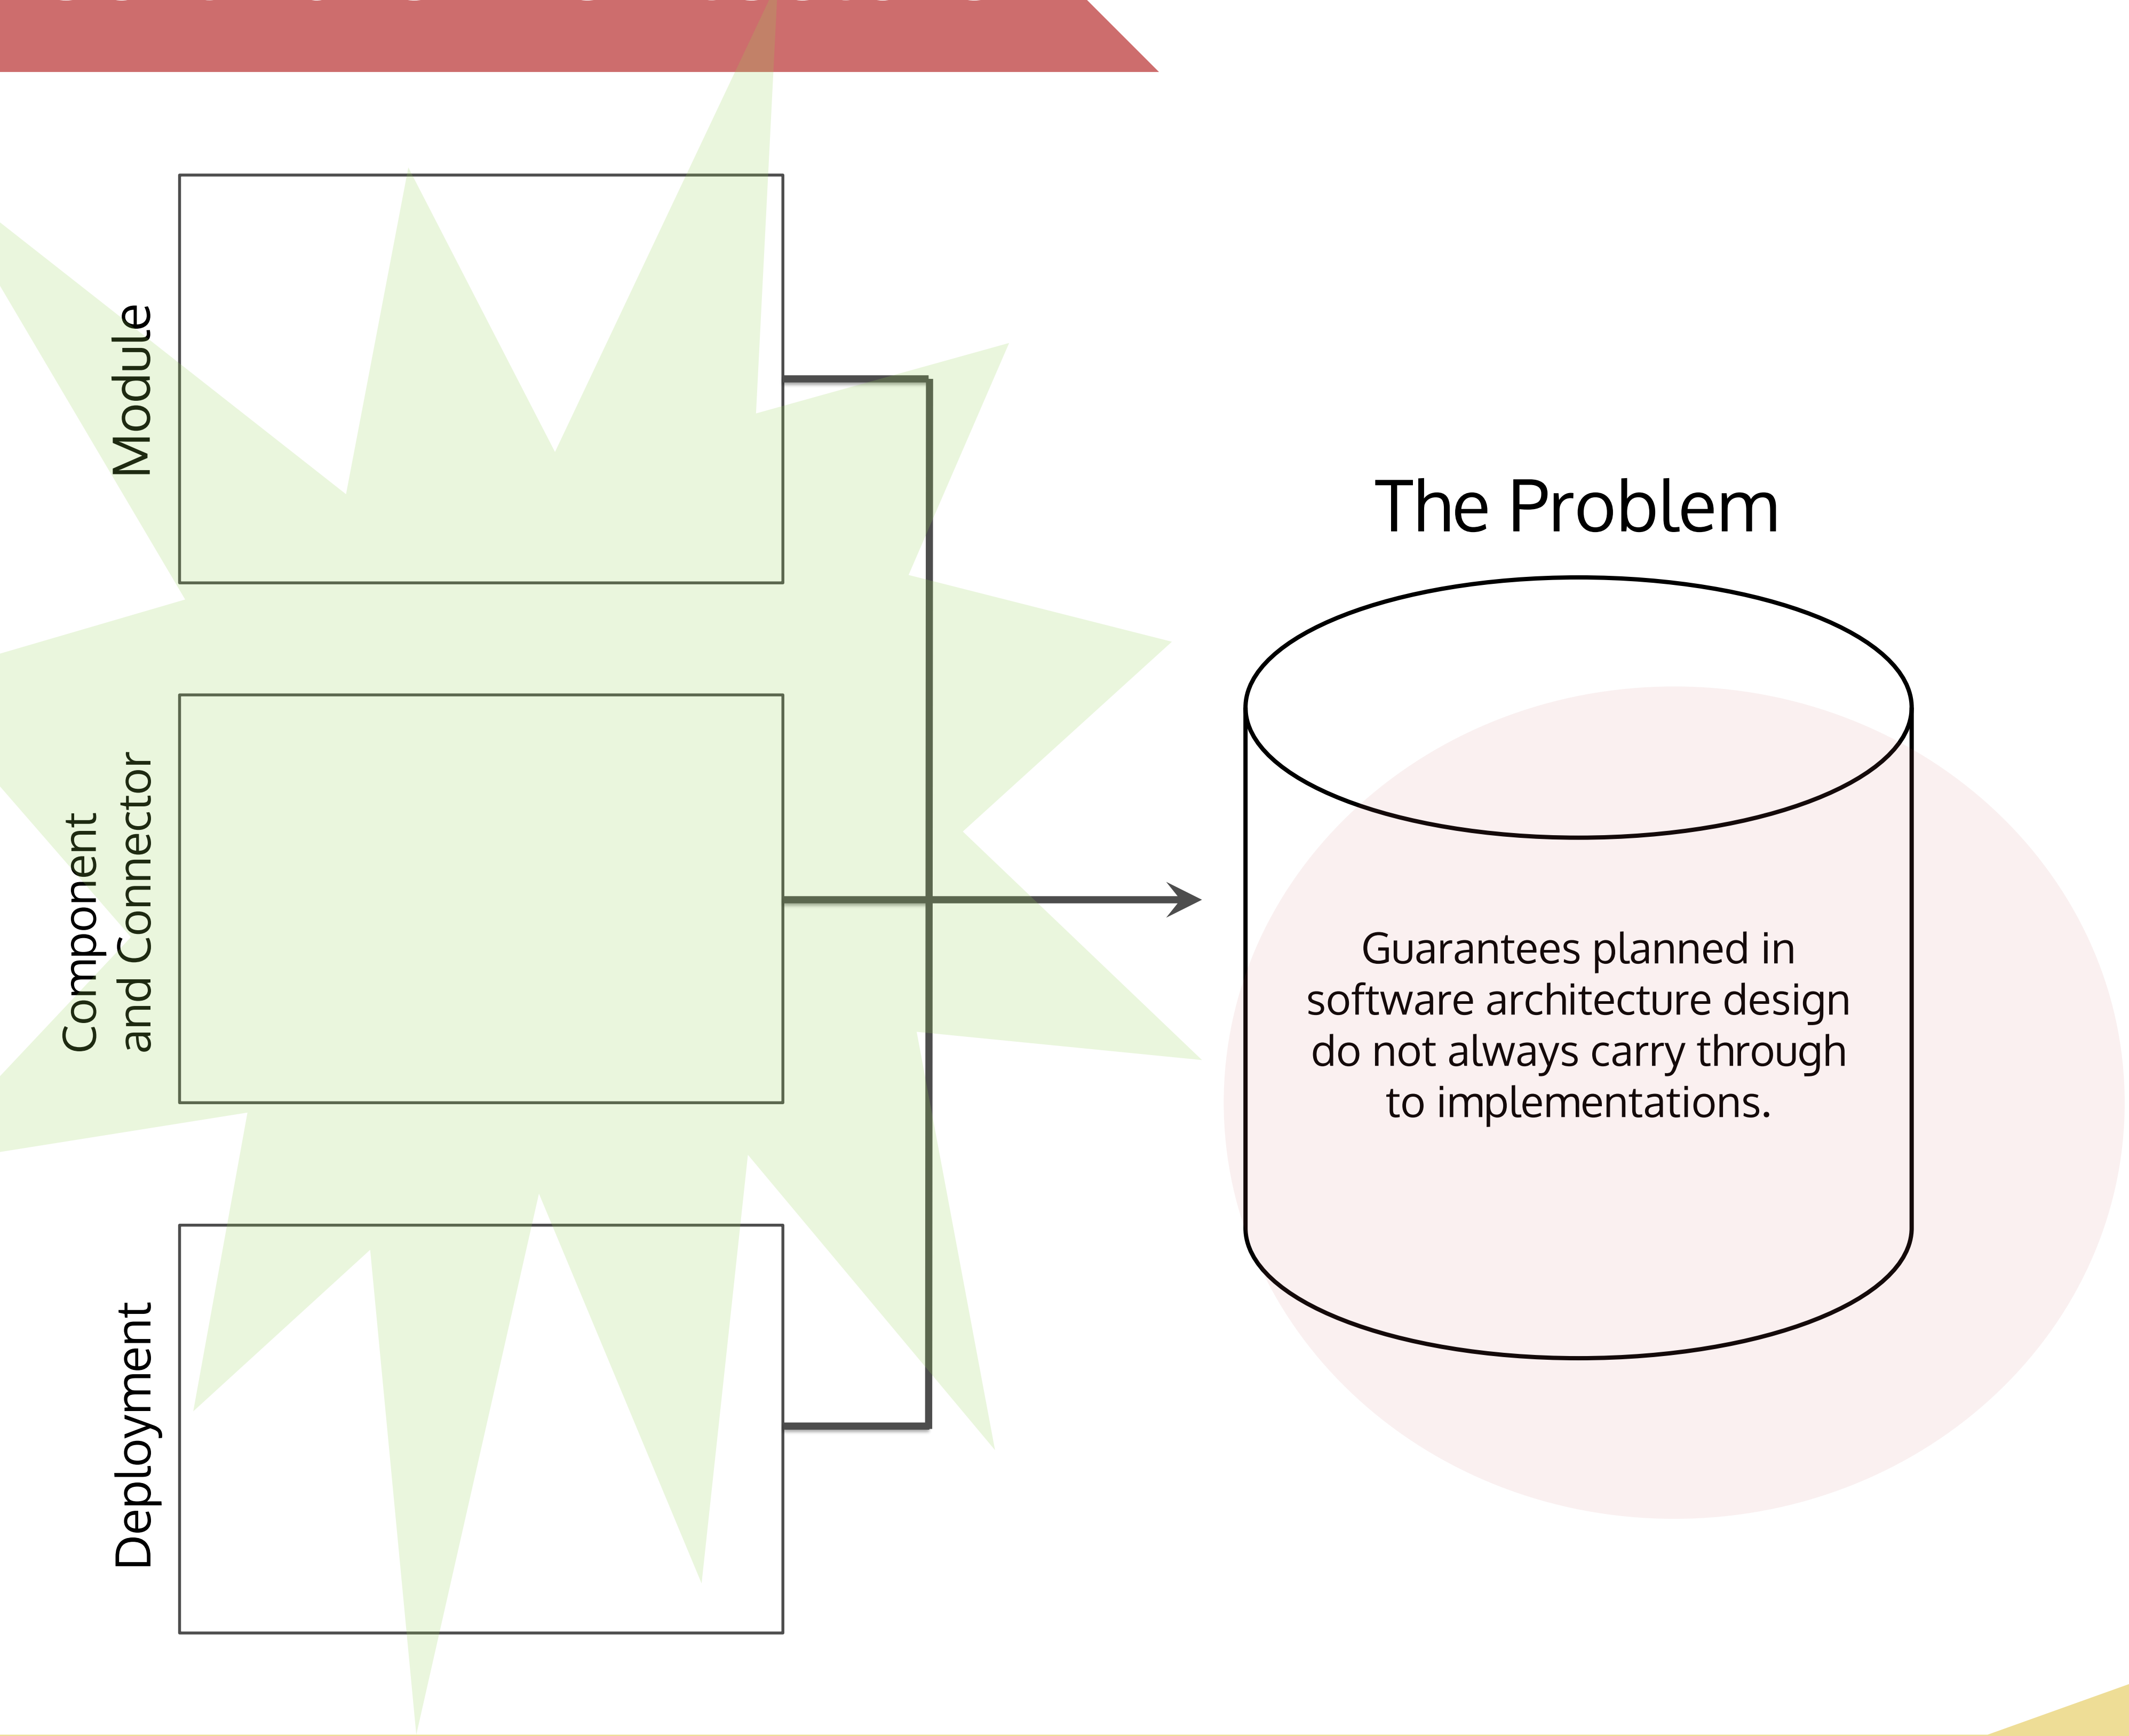 Module
The Problem
Component
and Connector
Guarantees planned in
software architecture design
do not always carry through
to implementations.
Deployment